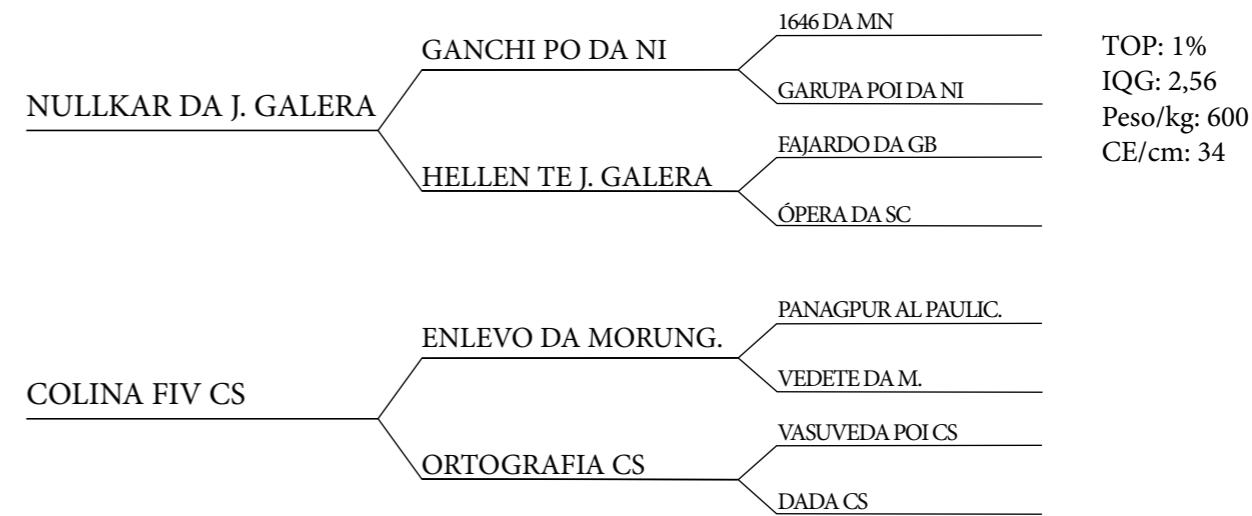 NULLKAR DA J. GALERA
GANCHI PO DA NI
1646 DA MN
GARUPA POI DA NI
HELLEN TE J. GALERA
FAJARDO DA GB
ÓPERA DA SC
COLINA FIV CS
ENLEVO DA MORUNG.
PANAGPUR AL PAULIC.
VEDETE DA M.
ORTOGRAFIA CS
VASUVEDA POI CS
DADA CS
TOP: 1%
IQG: 2,56
Peso/kg: 600
CE/cm: 34